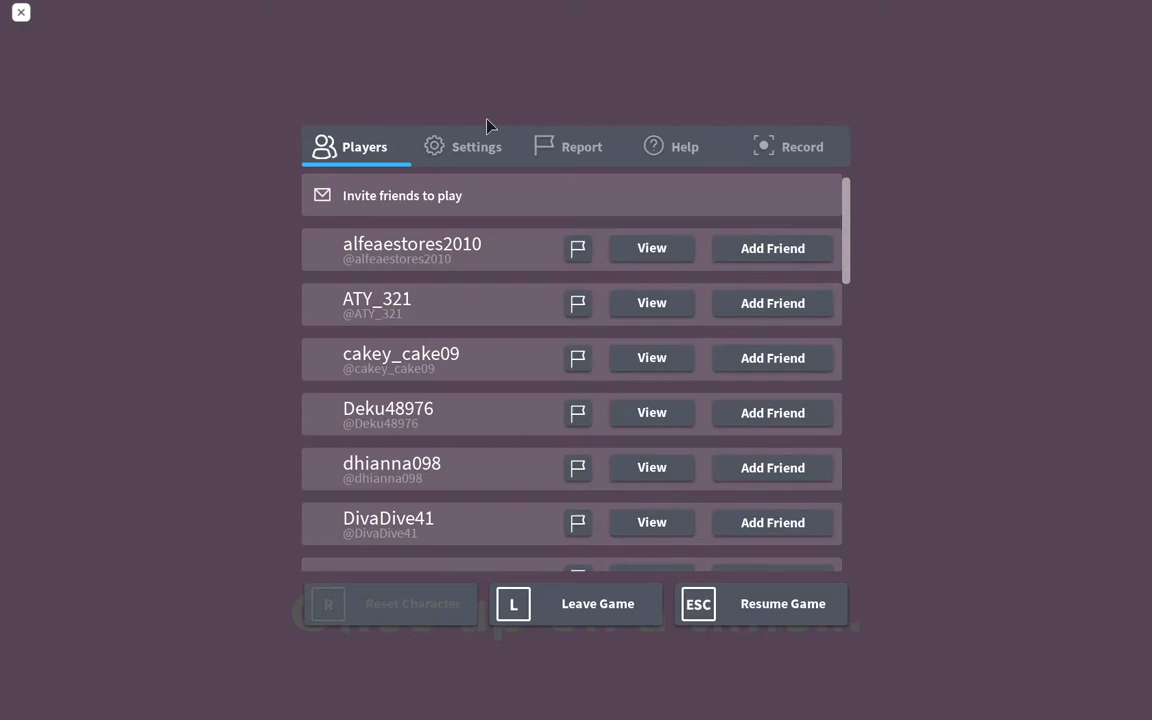 Players Settings Report Help Record
Invite friends to play
alfaestores2010 View Add Friend
@alfaestores2010
ATY_321 View Add Friend
@ATY_321
cakey_cake09 View Add Friend
@cakey_cake09
Deku48976 View Add Friend
@Deku48976
dhianna098 View Add Friend
@dhianna098
DivaDive41 View Add Friend
@DivaDive41
R Reset Character L Leave Game ESC Resume Game